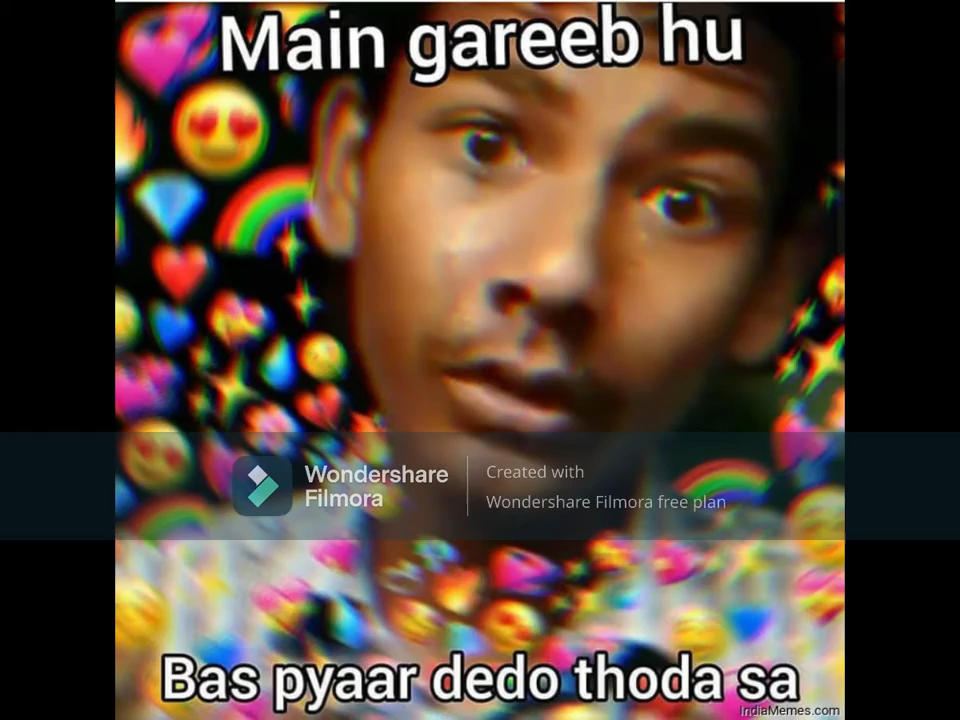 Main gareeb hu
Wondershare
Filmora
Created with
Wondershare Filmora free plan
Bas pyaar dedo thoda sa
IndiaMemes.com